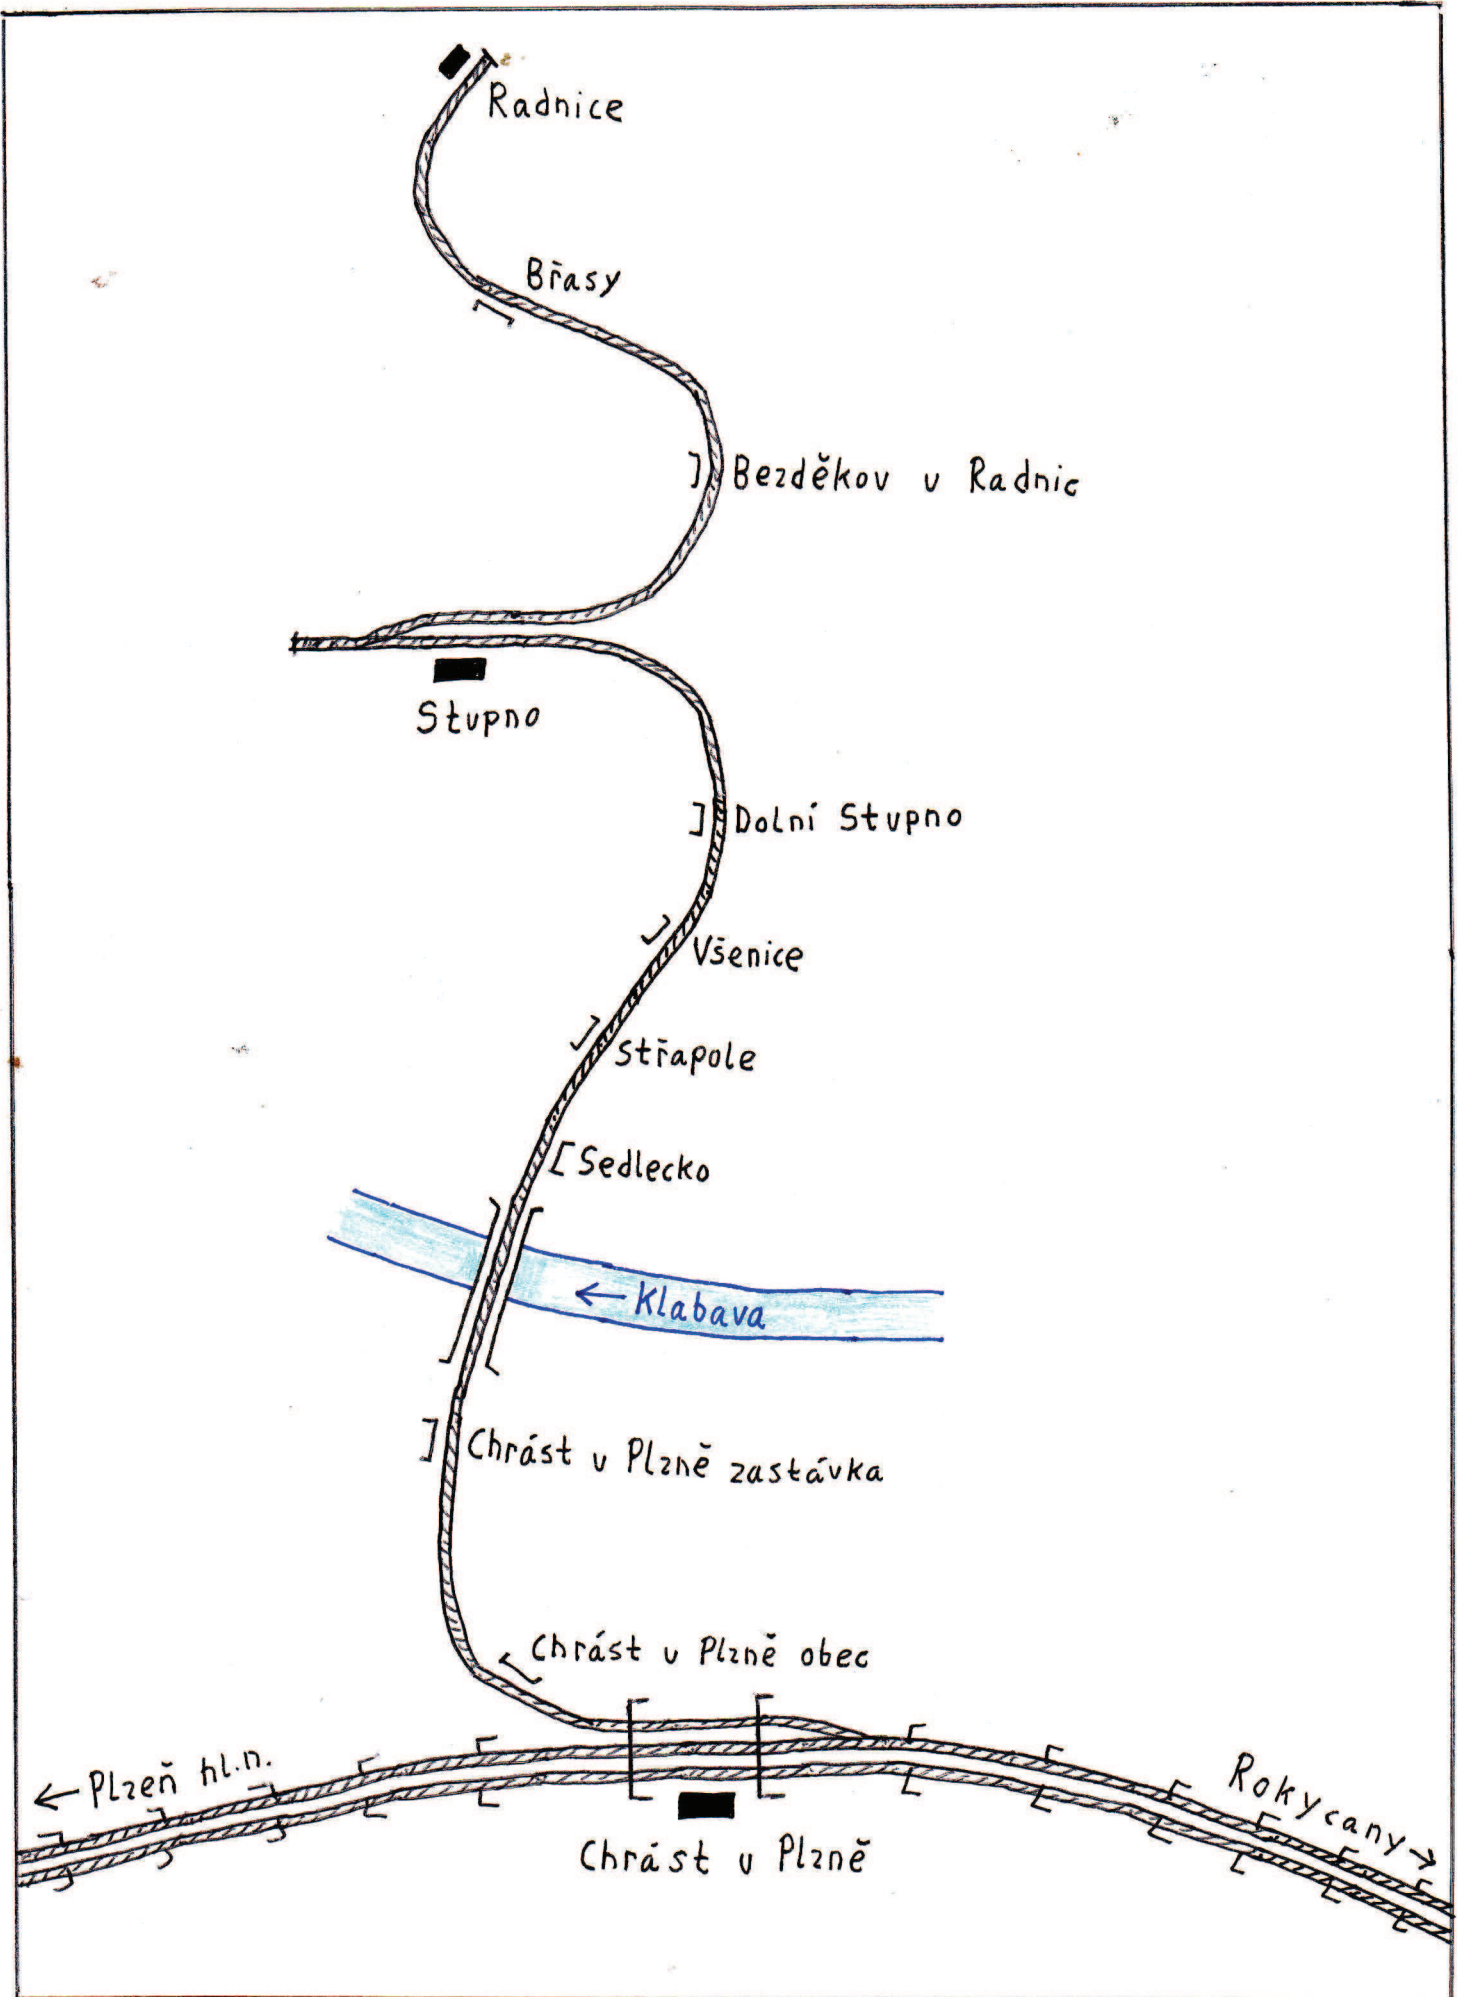 Radnice
Břasy
Bezděkov u Radnic
Stupno
Dolní Stupno
Všenice
Střapole
Sedlecko
← Klabava
Chrást u Plzně zastávka
Chrást u Plzně obec
← Plzeň hl.n.
Rokycany →
Chrást u Plzně